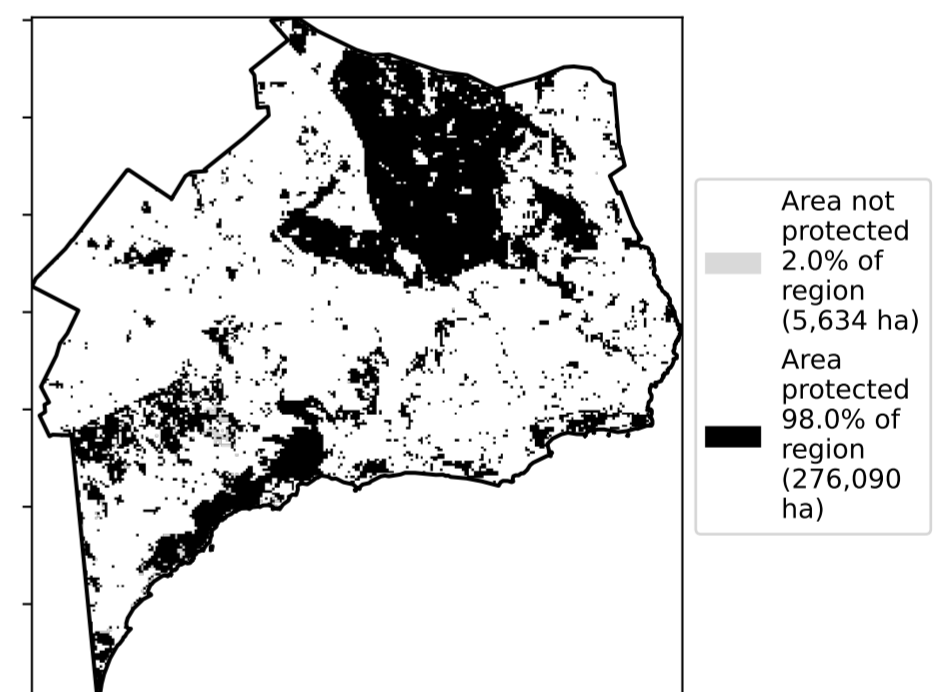 Area not
protected
2.0% of
region
(5,634 ha)
Area
protected
98.0% of
region
(276,090
ha)